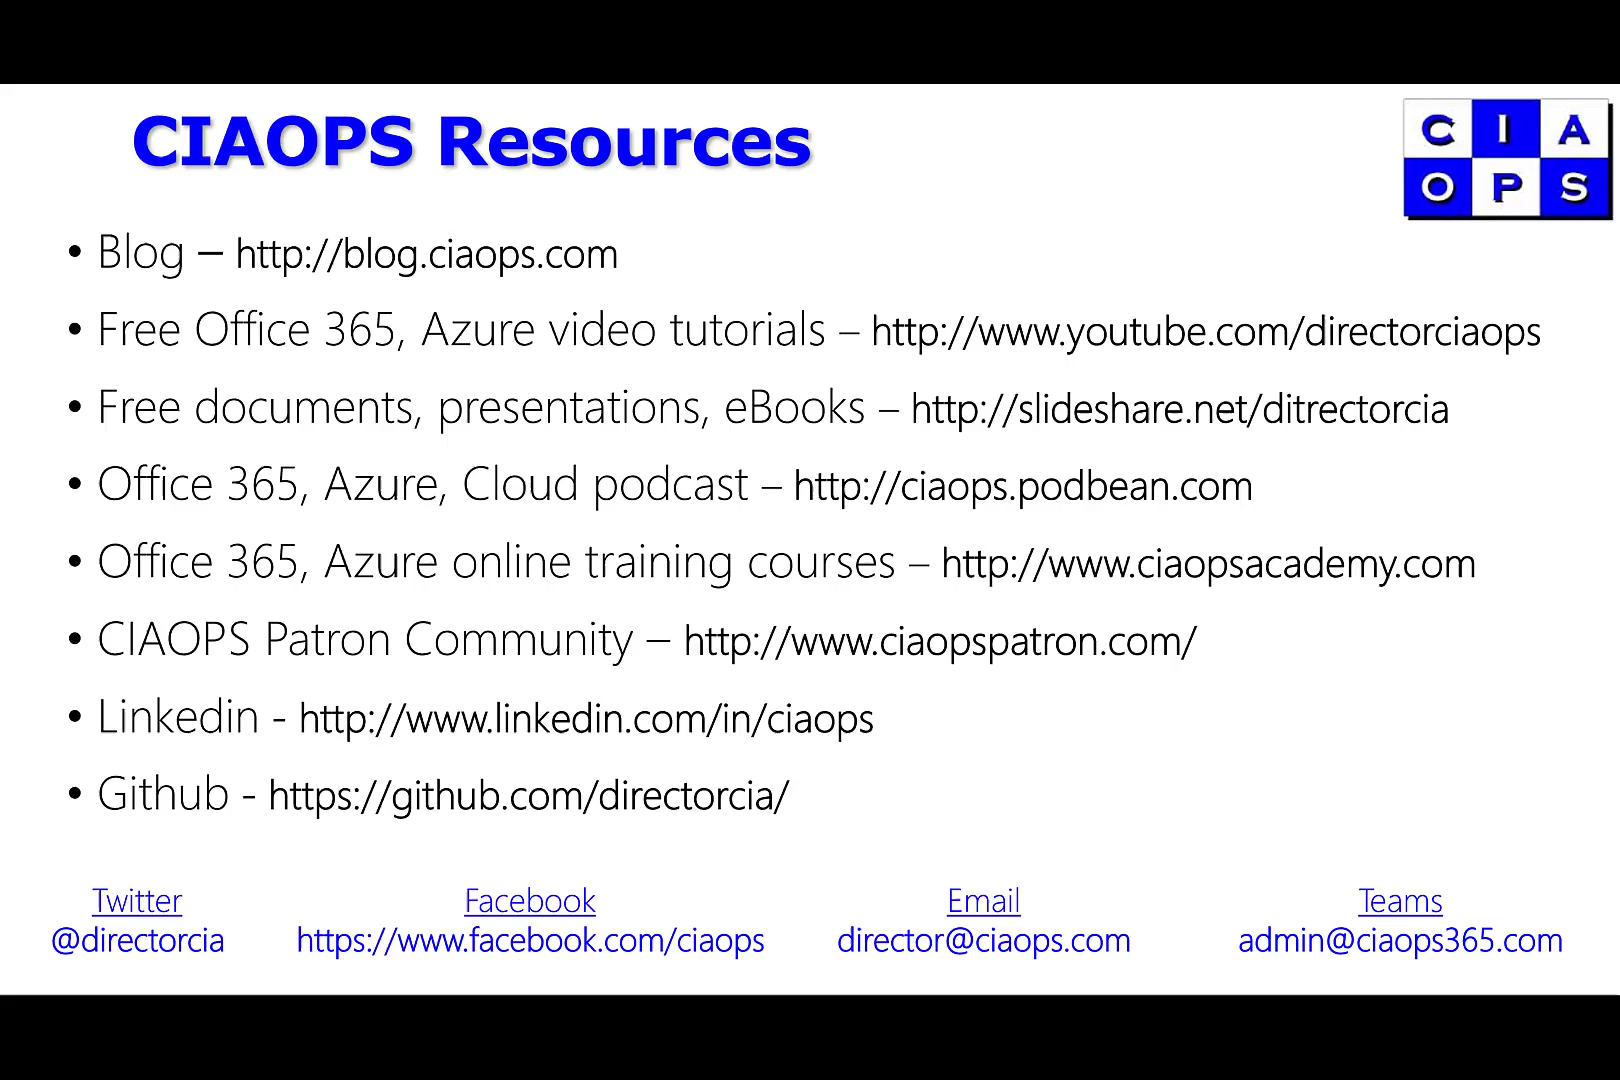 CIAOPS Resources
C I A
O P S
• Blog – http://blog.ciaops.com
• Free Office 365, Azure video tutorials – http://www.youtube.com/directorciaops
• Free documents, presentations, eBooks – http://slideshare.net/ditrectorcia
• Office 365, Azure, Cloud podcast – http://ciaops.podbean.com
• Office 365, Azure online training courses – http://www.ciaopsacademy.com
• CIAOPS Patron Community – http://www.ciaopspatron.com/
• Linkedin - http://www.linkedin.com/in/ciaops
• Github - https://github.com/directorcia/
Twitter Facebook Email Teams
@directorcia https://www.facebook.com/ciaops director@ciaops.com admin@ciaops365.com